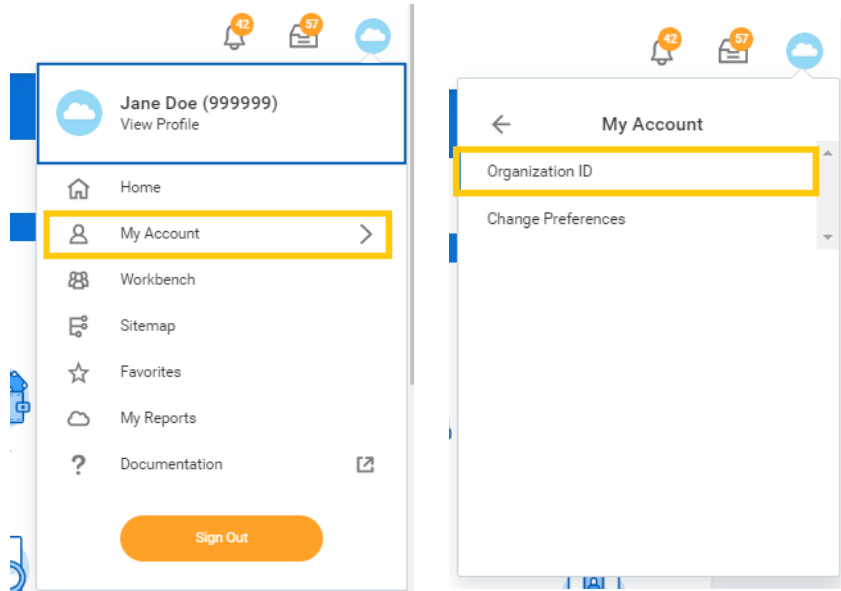 42
57
Jane Doe (999999)
View Profile
Home
My Account
Workbench
Sitemap
Favorites
My Reports
? Documentation
Sign Out
42
57
My Account
Organization ID
Change Preferences